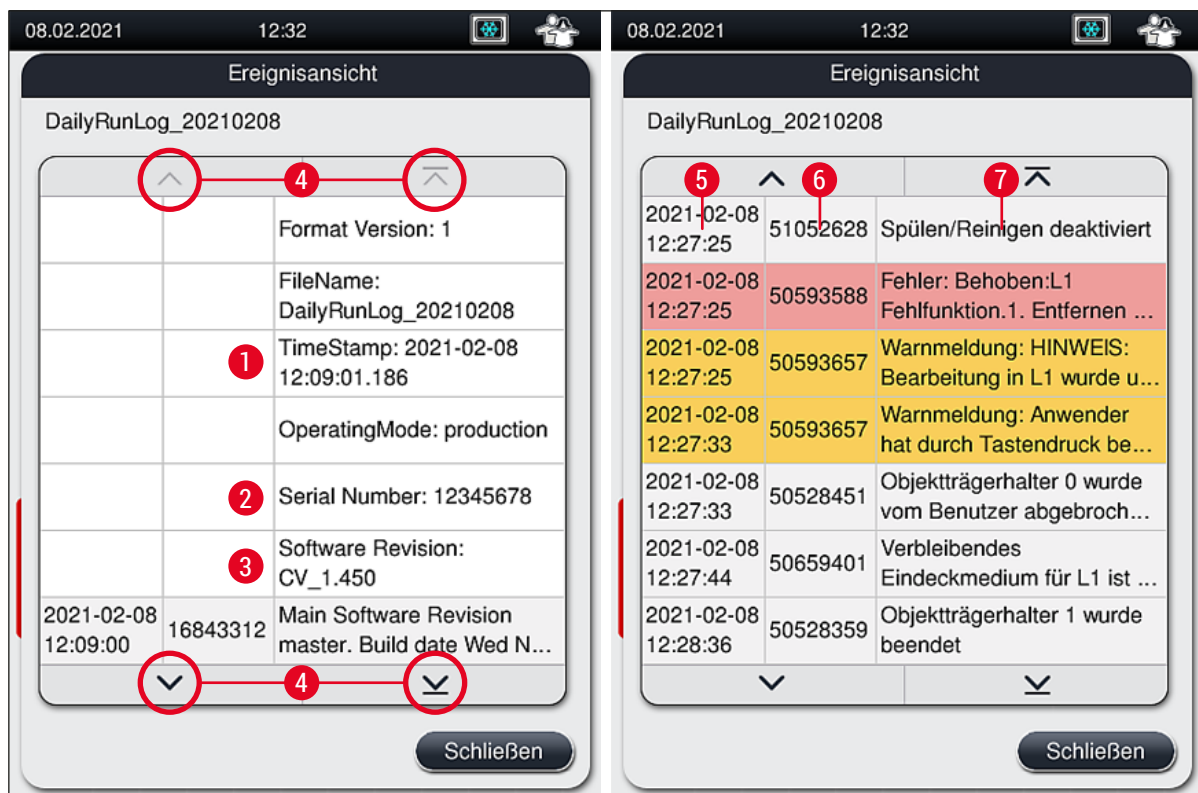 08.02.2021 12:32
Ereignisansicht
DailyRunLog_20210208
4
Format Version: 1
FileName:
DailyRunLog_20210208
1
TimeStamp: 2021-02-08
12:09:01.186
OperatingMode: production
2
Serial Number: 12345678
3
Software Revision:
CV_1.450
2021-02-08
12:09:00
16843312
Main Software Revision
master. Build date Wed N...
4
Schließen
08.02.2021 12:32
Ereignisansicht
DailyRunLog_20210208
5 6 7
2021-02-08
12:27:25
51052628
Spülen/Reinigen deaktiviert
2021-02-08
12:27:25
50593588
Fehler: Behoben:L1
Fehlfunktion.1. Entfernen ...
2021-02-08
12:27:25
50593657
Warnmeldung: HINWEIS:
Bearbeitung in L1 wurde u...
2021-02-08
12:27:33
50593657
Warnmeldung: Anwender
hat durch Tastendruck be...
2021-02-08
12:27:33
50528451
Objektträgerhalter 0 wurde
vom Benutzer abgebroch...
2021-02-08
12:27:44
50659401
Verbleibendes
Eindeckmedium für L1 ist ...
2021-02-08
12:28:36
50528359
Objektträgerhalter 1 wurde
beendet
Schließen